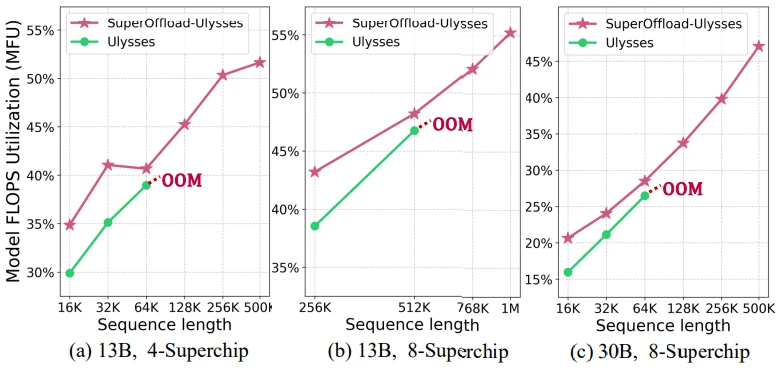 Model FLOPS Utilization (MFU)
55%
50%
45%
40%
35%
30%
SuperOffload-Ulysses
Ulysses
OOM
16K 32K 64K 128K 256K 500K
Sequence length
(a) 13B, 4-Superchip
55%
50%
45%
40%
35%
SuperOffload-Ulysses
Ulysses
OOM
256K 512K 768K 1M
Sequence length
(b) 13B, 8-Superchip
45%
40%
35%
30%
25%
20%
15%
SuperOffload-Ulysses
Ulysses
OOM
16K 32K 64K 128K 256K 500K
Sequence length
(c) 30B, 8-Superchip